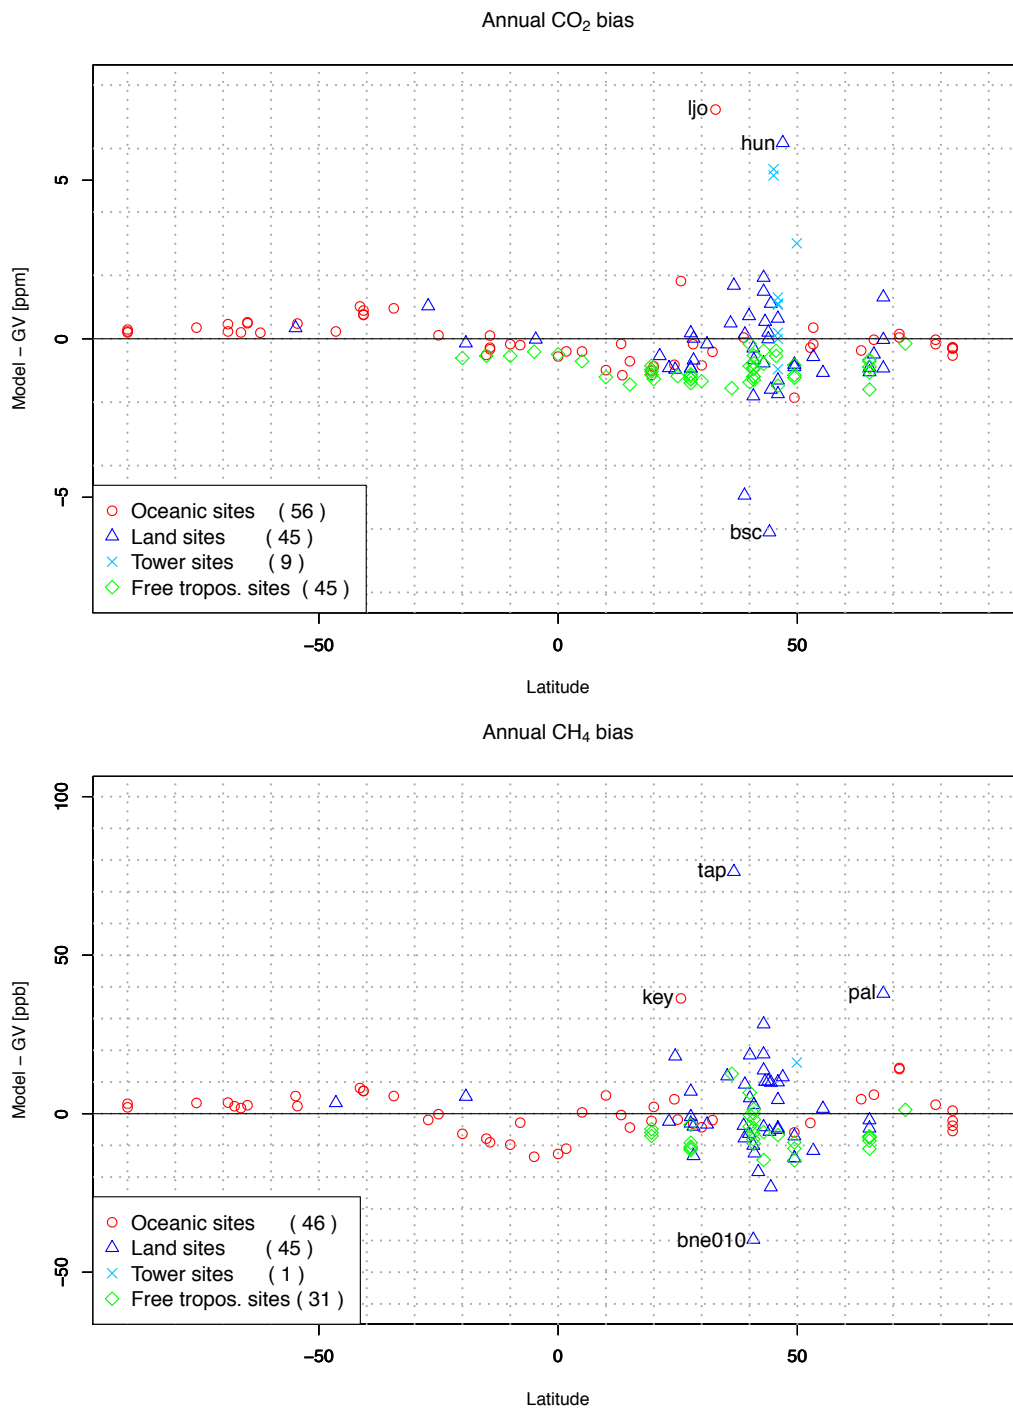 Annual CO₂ bias
ljo
hun
bsc
5
0
−5
Model − GV [ppm]
Oceanic sites ( 56 )
Land sites ( 45 )
Tower sites ( 9 )
Free tropos. sites ( 45 )
−50 0 50
Latitude
Annual CH₄ bias
tap
key
pal
bne010
100
50
0
−50
Model − GV [ppb]
Oceanic sites ( 46 )
Land sites ( 45 )
Tower sites ( 1 )
Free tropos. sites ( 31 )
−50 0 50
Latitude